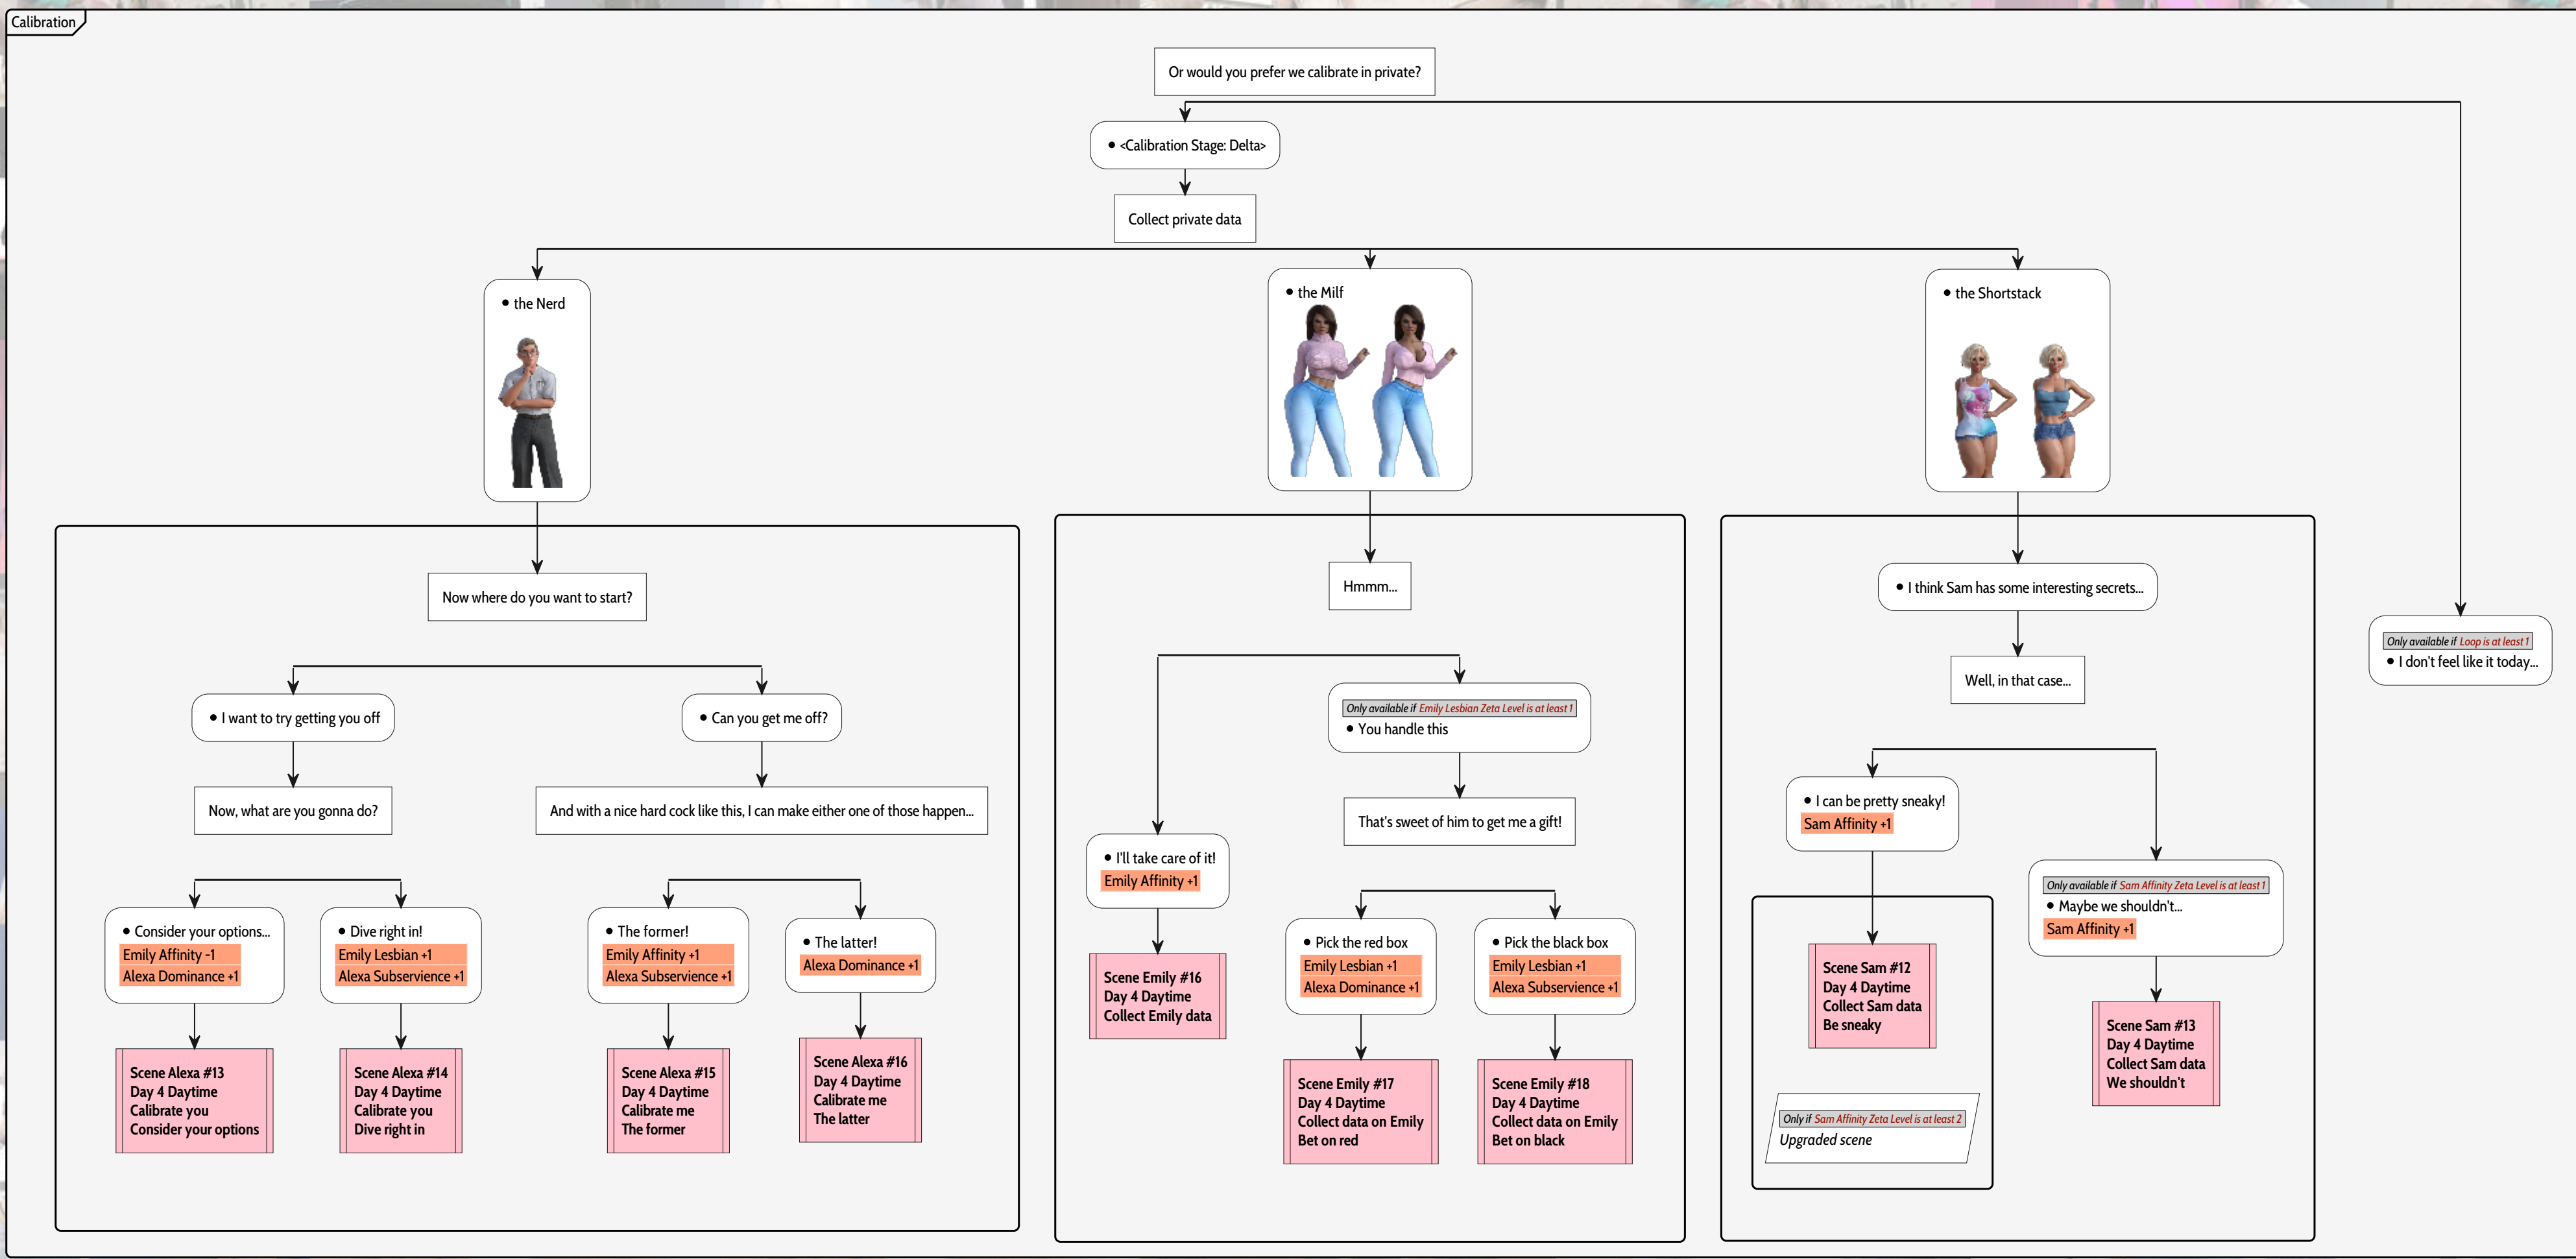 Calibration
Or would you prefer we calibrate in private?
<Calibration Stage: Delta>
Collect private data
the Nerd
the Milf
the Shortstack
Now where do you want to start?
I want to try getting you off
Can you get me off?
Now, what are you gonna do?
And with a nice hard cock like this, I can make either one of those happen...
Consider your options...
Emily Affinity -1
Alexa Dominance +1
Dive right in!
Emily Lesbian +1
Alexa Subservience +1
The former!
Emily Affinity +1
Alexa Subservience +1
The latter!
Alexa Dominance +1
Scene Alexa #13
Day 4 Daytime
Calibrate you
Consider your options
Scene Alexa #14
Day 4 Daytime
Calibrate you
Dive right in
Scene Alexa #15
Day 4 Daytime
Calibrate me
The former
Scene Alexa #16
Day 4 Daytime
Calibrate me
The latter
Hmmm...
Only available if Emily Lesbian Zeta Level is at least 1
You handle this
That's sweet of him to get me a gift!
I'll take care of it!
Emily Affinity +1
Pick the red box
Emily Lesbian +1
Alexa Dominance +1
Pick the black box
Emily Lesbian +1
Alexa Subservience +1
Scene Emily #16
Day 4 Daytime
Collect Emily data
Scene Emily #17
Day 4 Daytime
Collect data on Emily
Bet on red
Scene Emily #18
Day 4 Daytime
Collect data on Emily
Bet on black
I think Sam has some interesting secrets...
Well, in that case...
I can be pretty sneaky!
Sam Affinity +1
Only available if Sam Affinity Zeta Level is at least 1
Maybe we shouldn't...
Sam Affinity +1
Scene Sam #12
Day 4 Daytime
Collect Sam data
Be sneaky
Scene Sam #13
Day 4 Daytime
Collect Sam data
We shouldn't
Only if Sam Affinity Zeta Level is at least 2
Upgraded scene
Only available if Loop is at least 1
I don't feel like it today...